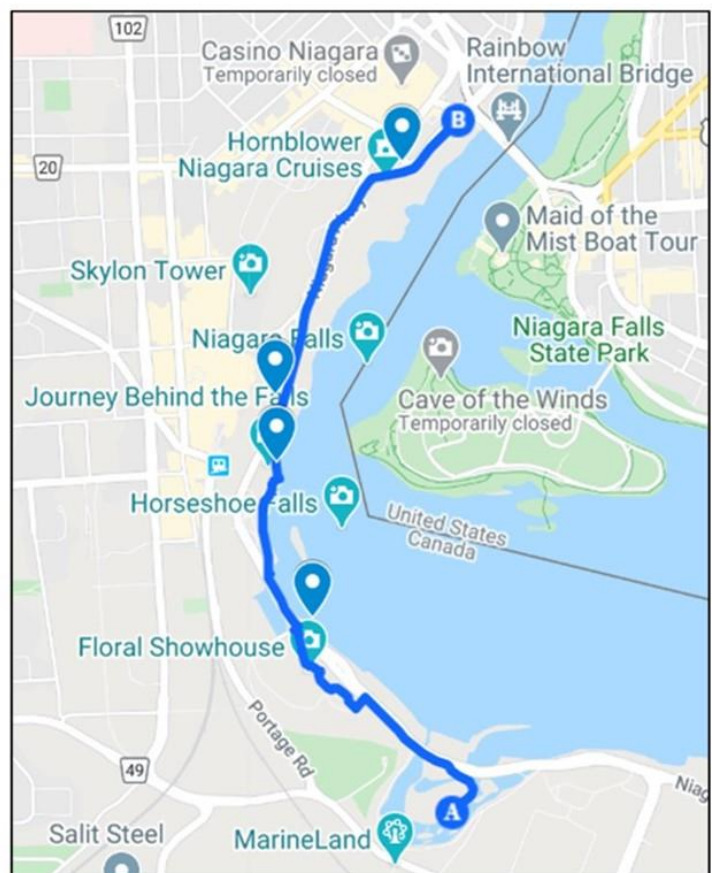 102
Casino Niagara
Temporarily closed
Rainbow
International Bridge
B
Hornblower
Niagara Cruises
20
Maid of the
Mist Boat Tour
Skylon Tower
Niagara Falls
Niagara Falls
State Park
Journey Behind the Falls
Cave of the Winds
Temporarily closed
Horseshoe Falls
United States
Canada
Floral Showhouse
Portage Rd
49
Niag
A
Salit Steel
MarineLand